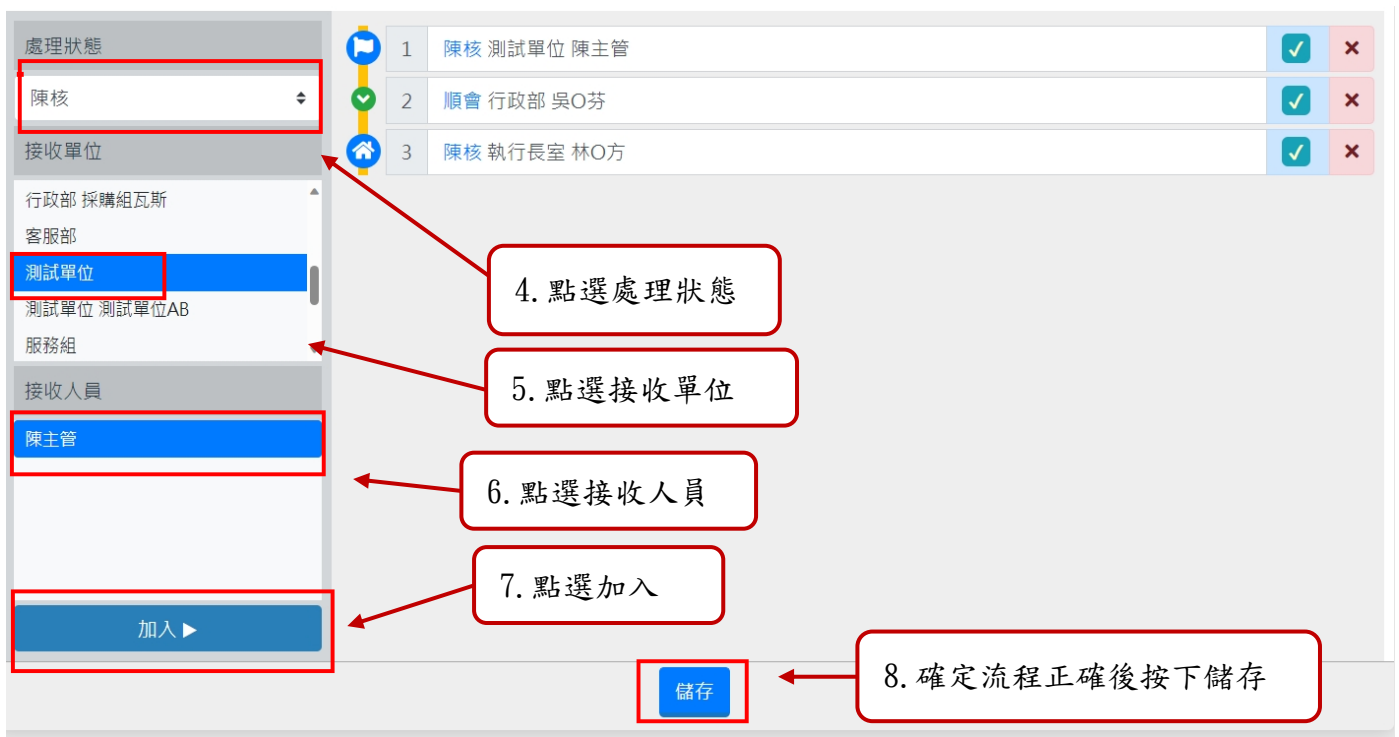 處理狀態
陳核
接收單位
行政部 採購組瓦斯
客服部
測試單位
測試單位 測試單位AB
服務組
接收人員
陳主管
加入
1 陳核 測試單位 陳主管
2 順會 行政部 吳O芬
3 陳核 執行長室 林O方
4. 點選處理狀態
5. 點選接收單位
6. 點選接收人員
7. 點選加入
8. 確定流程正確後按下儲存
儲存